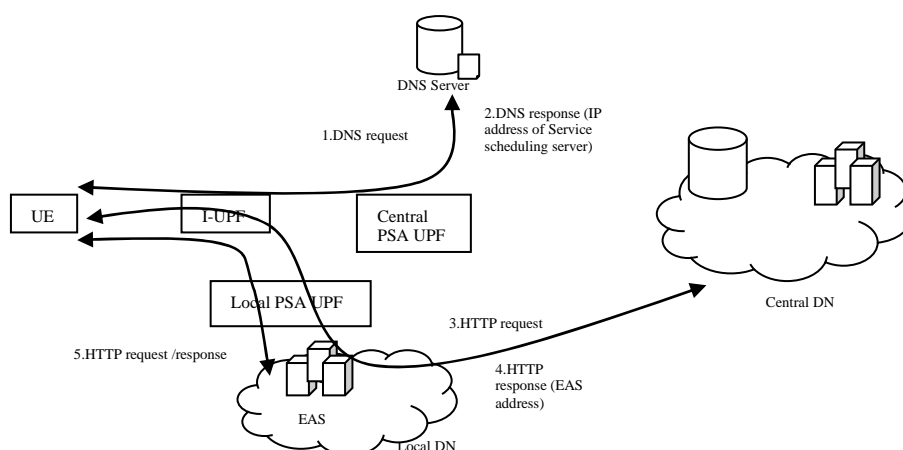 DNS Server
1.DNS request
2.DNS response (IP
address of Service
scheduling server)
UE
I-UPF
Central
PSA UPF
Local PSA UPF
Central DN
3.HTTP request
5.HTTP request /response
4.HTTP
response (EAS
address)
EAS
Local DN